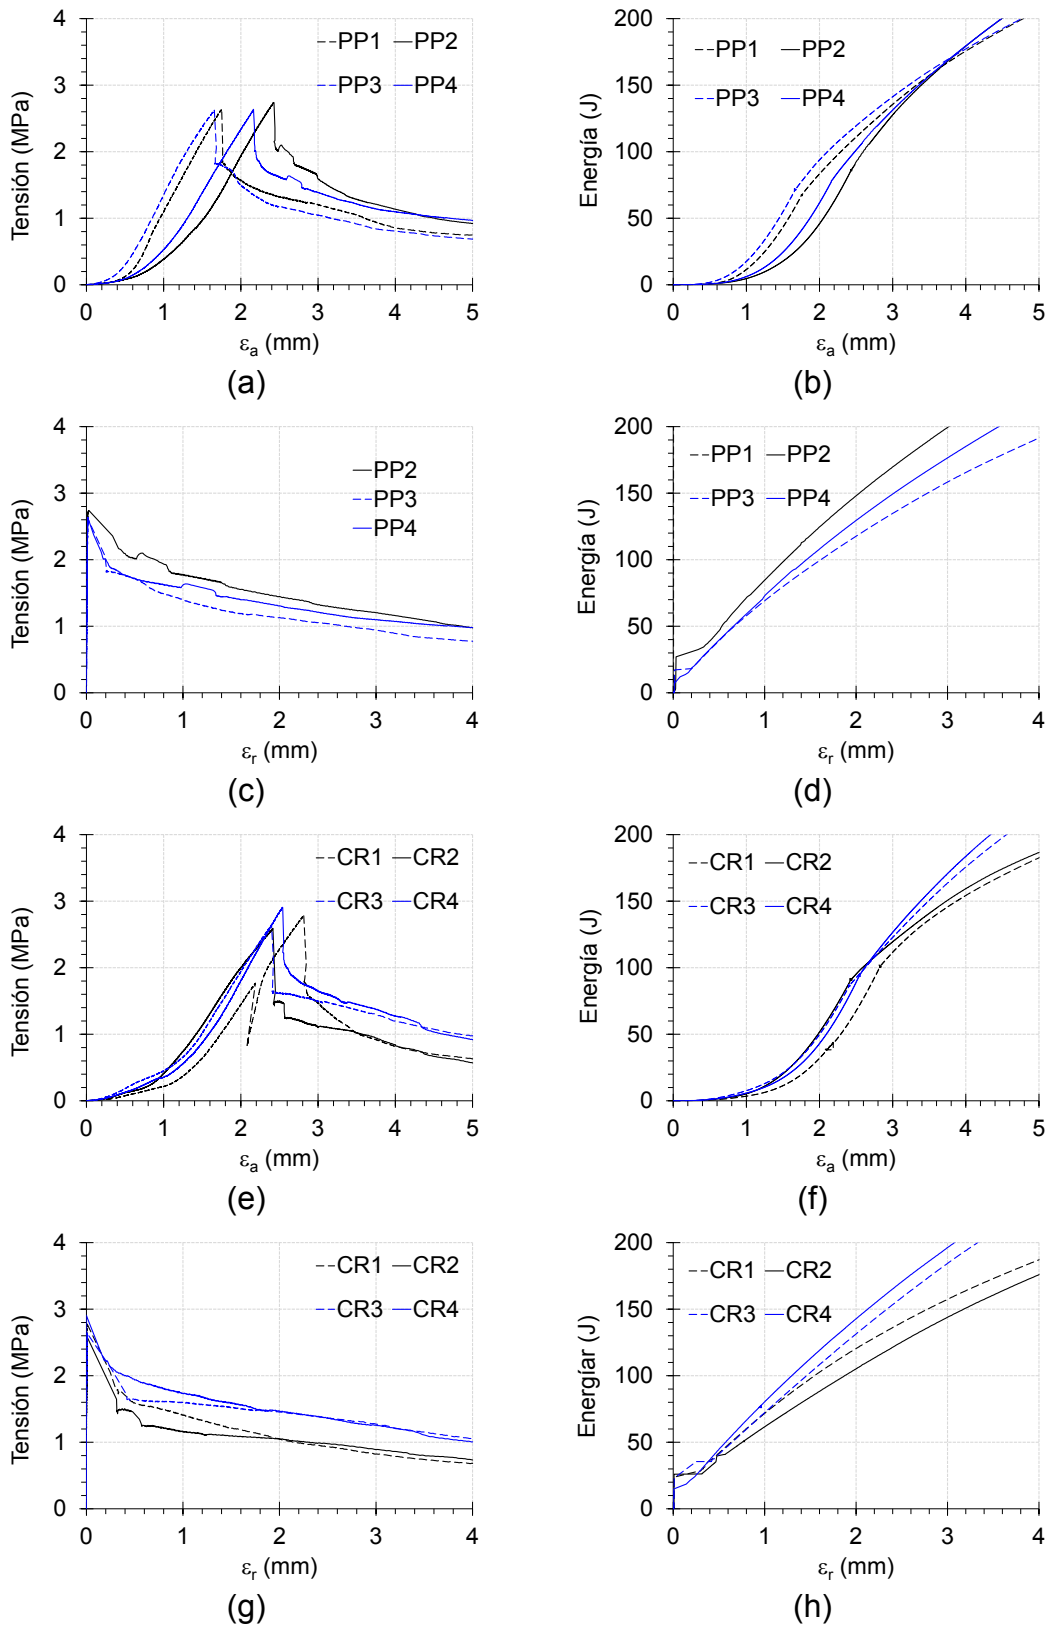 4
3
2
1
0
Tensión (MPa)
PP1 PP2
PP3 PP4
0 1 2 3 4 5
εa (mm)
(a)
200
150
100
50
0
Energía (J)
PP1 PP2
PP3 PP4
0 1 2 3 4 5
εa (mm)
(b)
4
3
2
1
0
Tensión (MPa)
PP2
PP3
PP4
0 1 2 3 4
εr (mm)
(c)
200
150
100
50
0
Energía (J)
PP1 PP2
PP3 PP4
0 1 2 3 4
εr (mm)
(d)
4
3
2
1
0
Tensión (MPa)
CR1 CR2
CR3 CR4
0 1 2 3 4 5
εa (mm)
(e)
200
150
100
50
0
Energía (J)
CR1 CR2
CR3 CR4
0 1 2 3 4 5
εa (mm)
(f)
4
3
2
1
0
Tensión (MPa)
CR1 CR2
CR3 CR4
0 1 2 3 4
εr (mm)
(g)
200
150
100
50
0
Energíar (J)
CR1 CR2
CR3 CR4
0 1 2 3 4
εr (mm)
(h)